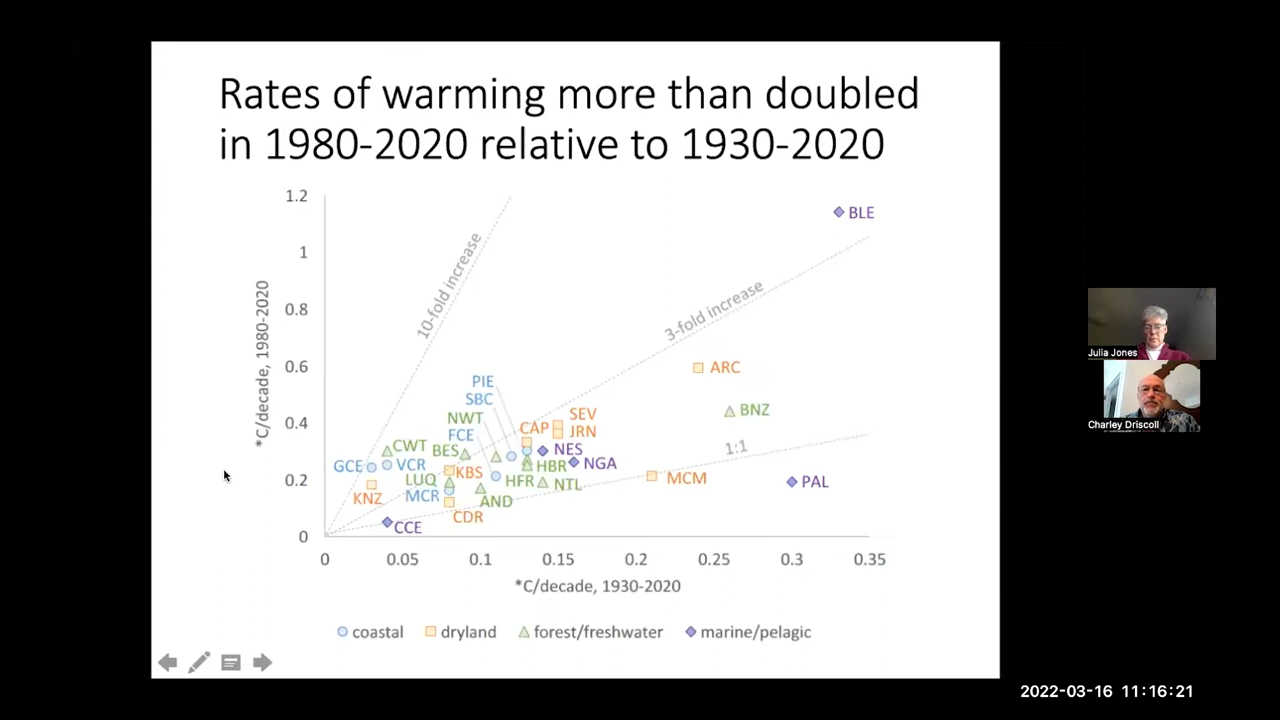 Rates of warming more than doubled
in 1980-2020 relative to 1930-2020
1.2
1
0.8
0.6
0.4
0.2
0
*C/decade, 1980-2020
10-fold increase
3-fold increase
1:1
BLE
ARC
BNZ
PIE
SBC
NWT
FCE
SEV
CAP
JRN
CWT
BES
NES
GCE
VCR
KBS
HBR
NGA
LUQ
HFR
NTL
MCM
PAL
KNZ
MCR
AND
CDR
CCE
0
0.05
0.1
0.15
0.2
0.25
0.3
0.35
*C/decade, 1930-2020
coastal
dryland
forest/freshwater
marine/pelagic
Julia Jones
Charley Driscoll
2022-03-16 11:16:21